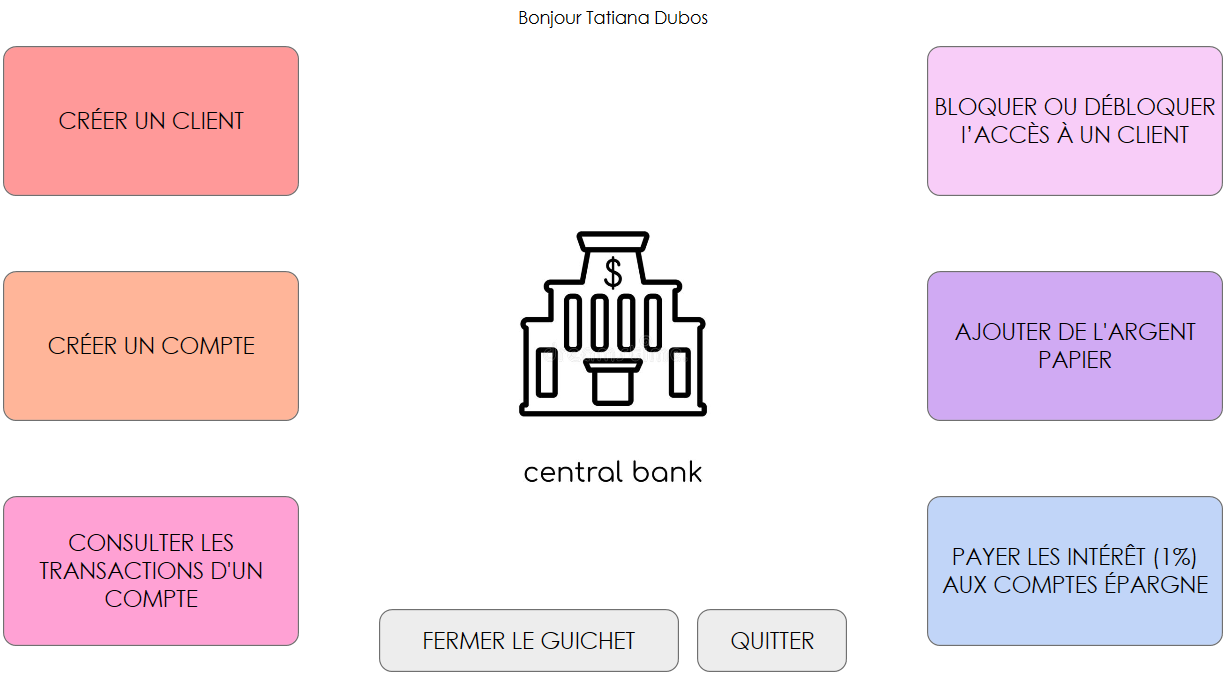 Bonjour Tatiana Dubos
CRÉER UN CLIENT
BLOQUER OU DÉBLOQUER
l’ACCÈS À UN CLIENT
$
CRÉER UN COMPTE
AJOUTER DE L'ARGENT
PAPIER
central bank
CONSULTER LES
TRANSACTIONS D'UN
COMPTE
PAYER LES INTÉRÊT (1%)
AUX COMPTES ÉPARGNE
FERMER LE GUICHET
QUITTER